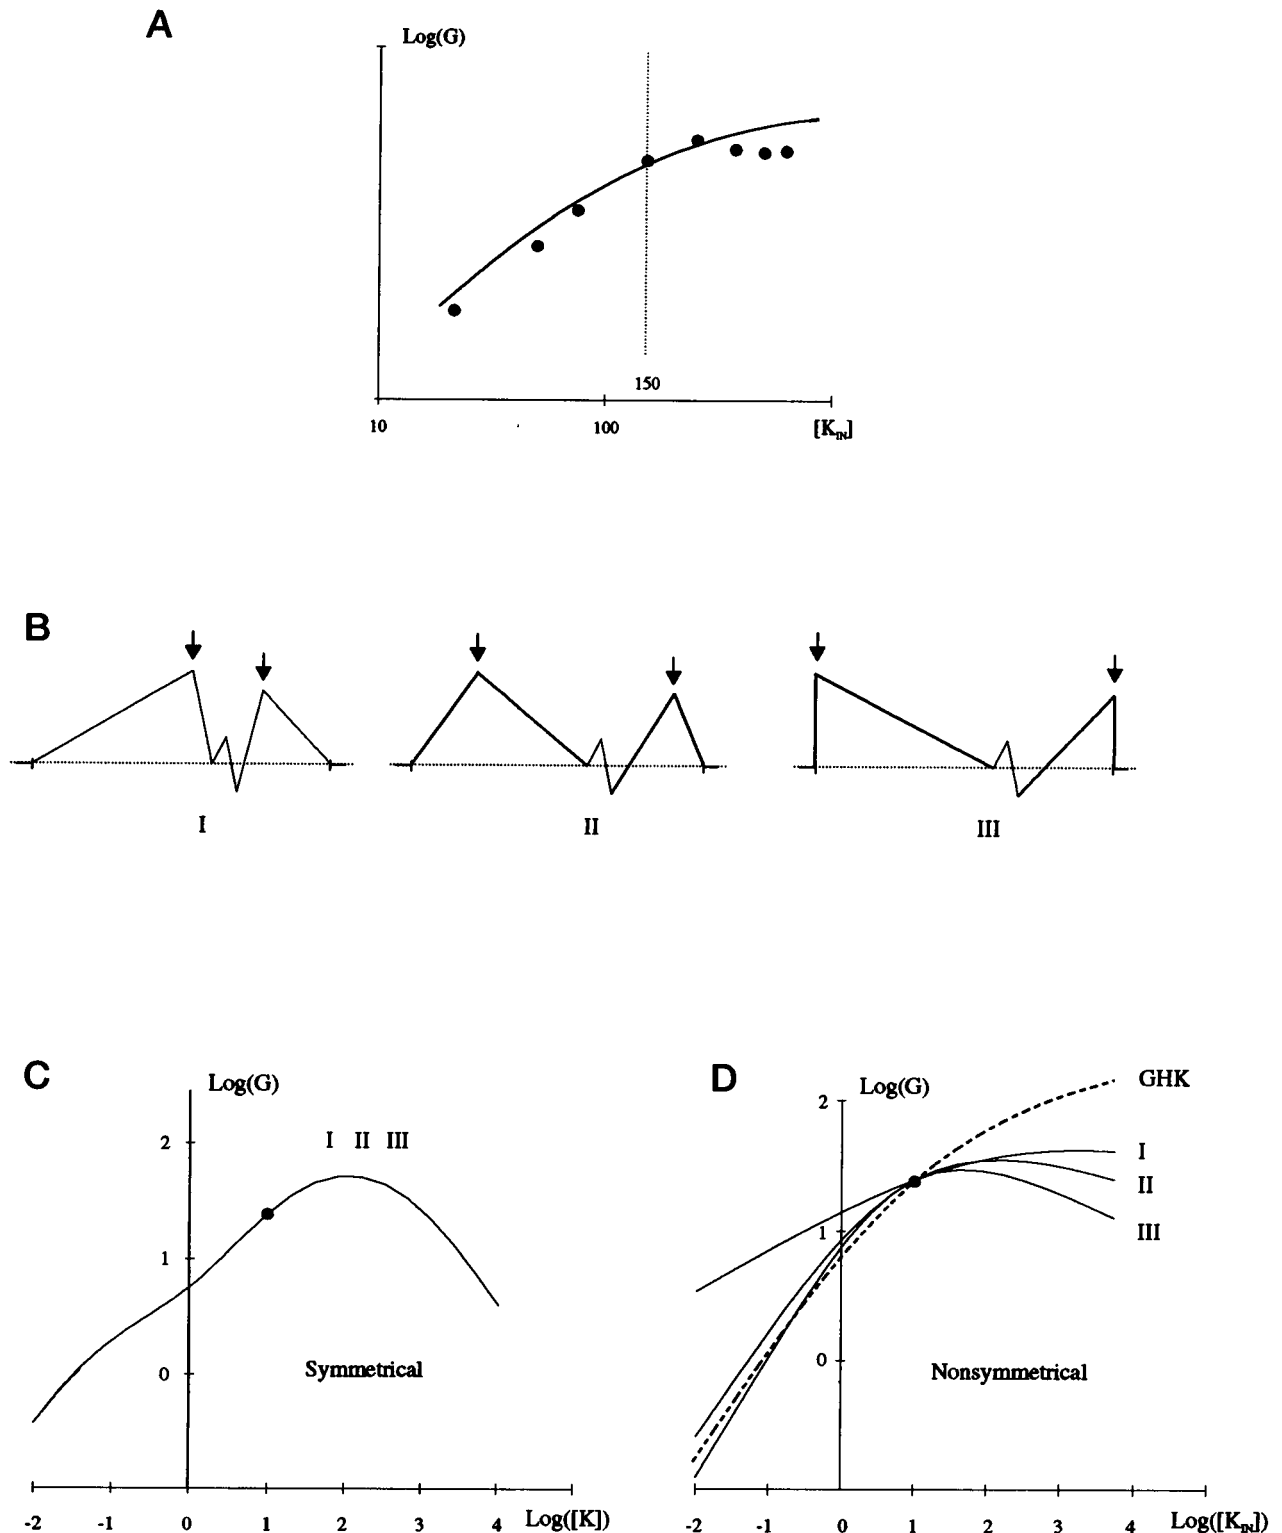 A
Log(G)
150
10 100 [K_IN]
B
I II III
C
Log(G)
2
I II III
1
Symmetrical
0
-2 -1 0 1 2 3 4 Log([K])
D
Log(G)
GHK
2
I
II
III
1
0
Nonsymmetrical
-2 -1 0 1 2 3 4 Log([K_IN])